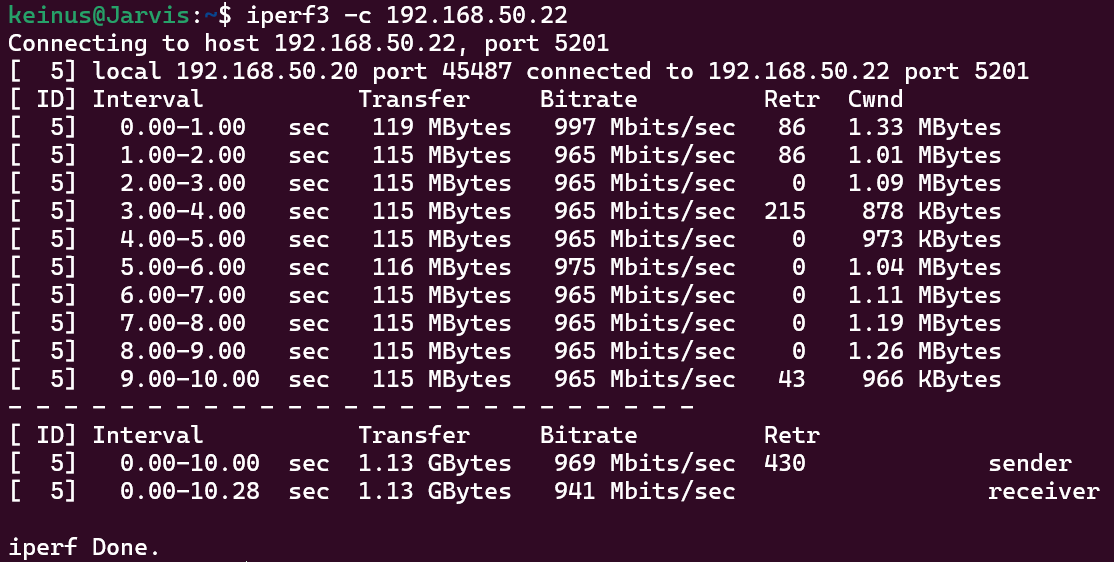 keinus@Jarvis:~$ iperf3 -c 192.168.50.22
Connecting to host 192.168.50.22, port 5201
[  5] local 192.168.50.20 port 45487 connected to 192.168.50.22 port 5201
[ ID] Interval           Transfer     Bitrate         Retr  Cwnd
[  5]   0.00-1.00   sec   119 MBytes   997 Mbits/sec   86   1.33 MBytes
[  5]   1.00-2.00   sec   115 MBytes   965 Mbits/sec   86   1.01 MBytes
[  5]   2.00-3.00   sec   115 MBytes   965 Mbits/sec    0   1.09 MBytes
[  5]   3.00-4.00   sec   115 MBytes   965 Mbits/sec  215    878 KBytes
[  5]   4.00-5.00   sec   115 MBytes   965 Mbits/sec    0    973 KBytes
[  5]   5.00-6.00   sec   116 MBytes   975 Mbits/sec    0   1.04 MBytes
[  5]   6.00-7.00   sec   115 MBytes   965 Mbits/sec    0   1.11 MBytes
[  5]   7.00-8.00   sec   115 MBytes   965 Mbits/sec    0   1.19 MBytes
[  5]   8.00-9.00   sec   115 MBytes   965 Mbits/sec    0   1.26 MBytes
[  5]   9.00-10.00  sec   115 MBytes   965 Mbits/sec   43    966 KBytes
- - - - - - - - - - - - - - - - - - - - - - - - -
[ ID] Interval           Transfer     Bitrate         Retr
[  5]   0.00-10.00  sec  1.13 GBytes   969 Mbits/sec  430             sender
[  5]   0.00-10.28  sec  1.13 GBytes   941 Mbits/sec                  receiver

iperf Done.